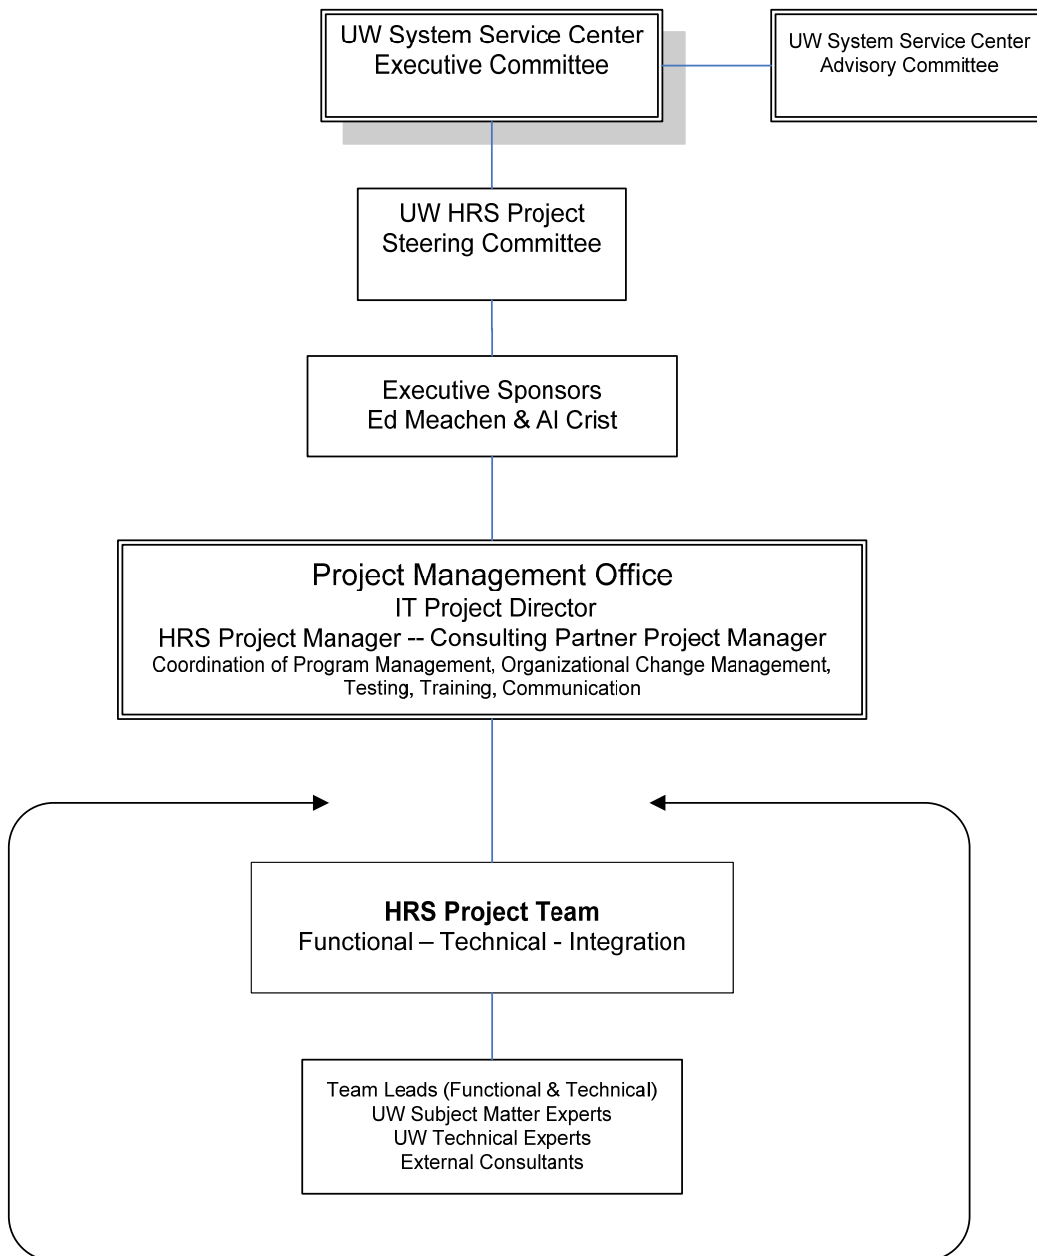 UW System Service Center
Executive Committee
UW System Service Center
Advisory Committee
UW HRS Project
Steering Committee
Executive Sponsors
Ed Meachen & Al Crist
Project Management Office
IT Project Director
HRS Project Manager -- Consulting Partner Project Manager
Coordination of Program Management, Organizational Change Management,
Testing, Training, Communication
HRS Project Team
Functional – Technical - Integration
Team Leads (Functional & Technical)
UW Subject Matter Experts
UW Technical Experts
External Consultants